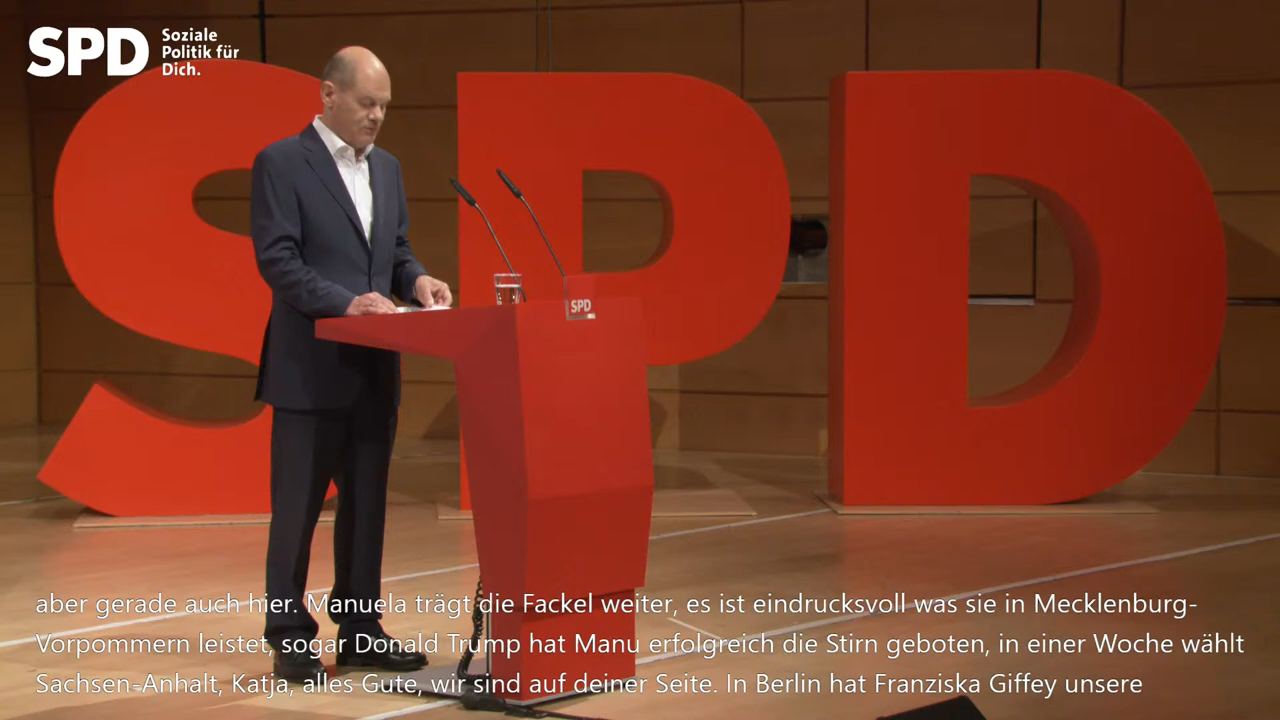 SPD
Soziale
Politik für
Dich.
SPD
SPD
aber gerade auch hier. Manuela trägt die Fackel weiter, es ist eindrucksvoll was sie in Mecklenburg-
Vorpommern leistet, sogar Donald Trump hat Manu erfolgreich die Stirn geboten, in einer Woche wählt
Sachsen-Anhalt, Katja, alles Gute, wir sind auf deiner Seite. In Berlin hat Franziska Giffey unsere